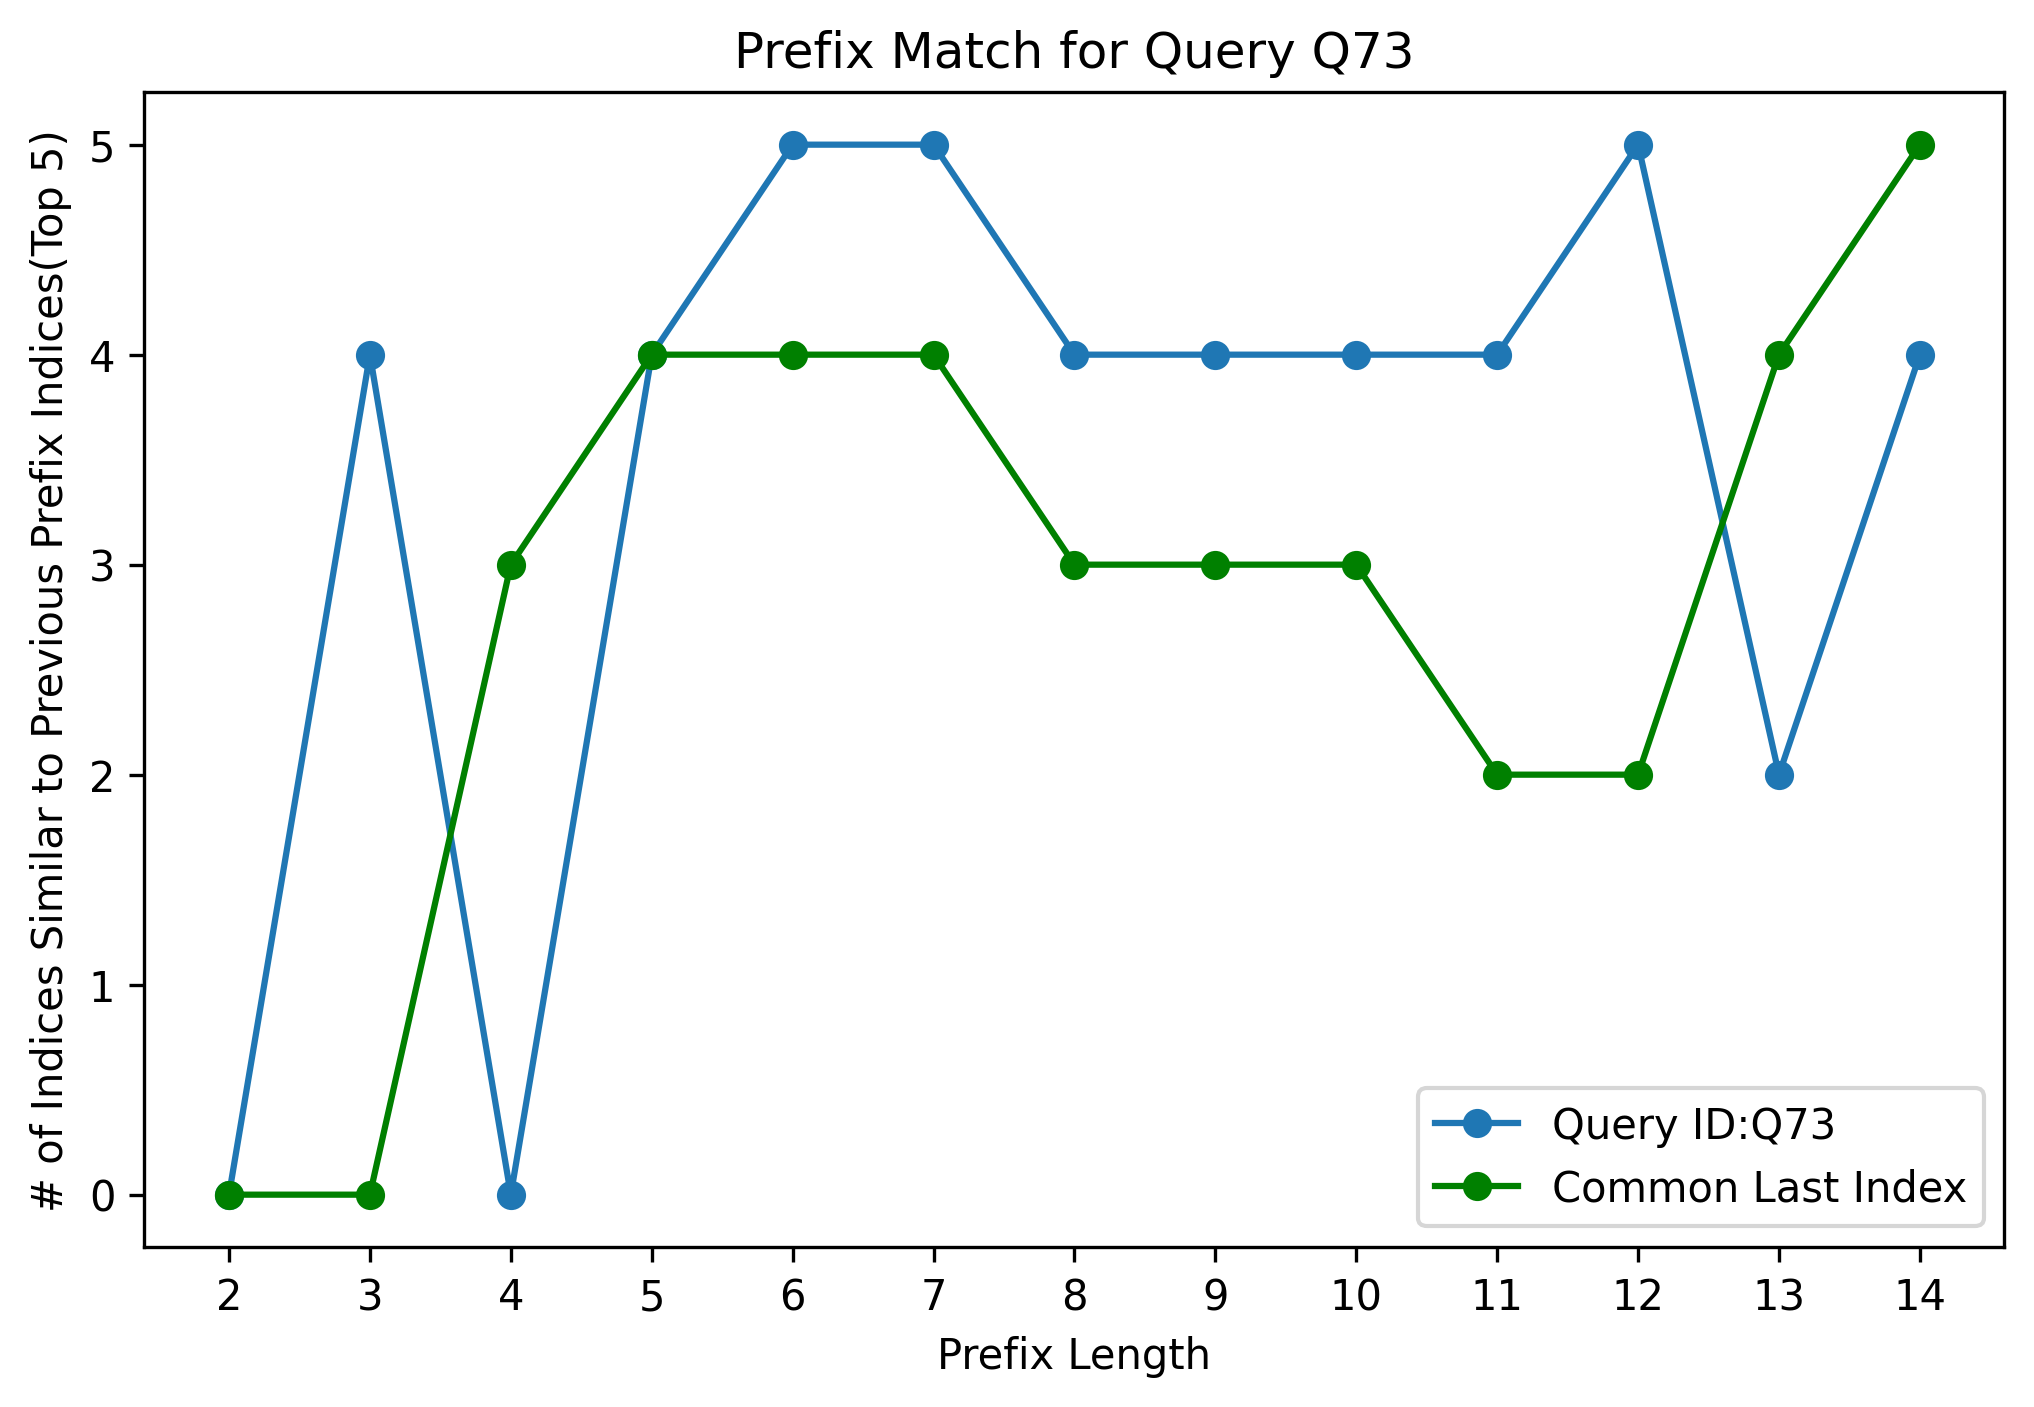 Prefix Match for Query Q73
# of Indices Similar to Previous Prefix Indices(Top 5)
5
4
3
2
1
0
Query ID:Q73
Common Last Index
2 3 4 5 6 7 8 9 10 11 12 13 14
Prefix Length